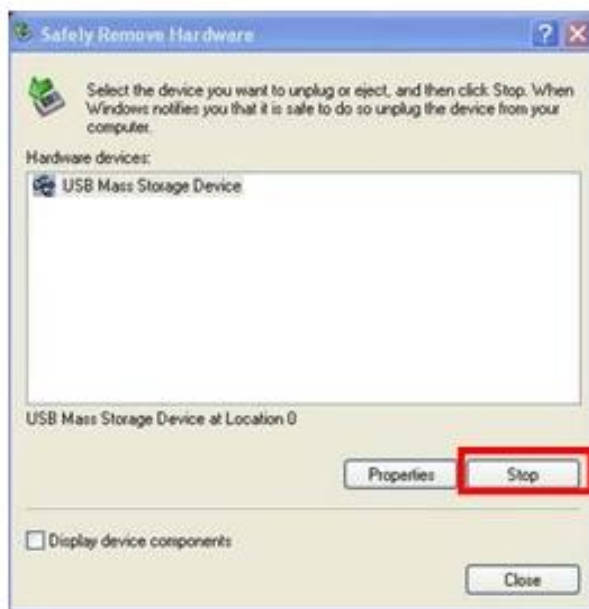 Safely Remove Hardware
Select the device you want to unplug or eject, and then click Stop. When
Windows notifies you that it is safe to do so unplug the device from your
computer.
Hardware devices:
USB Mass Storage Device
USB Mass Storage Device at Location 0
Properties
Stop
Display device components
Close